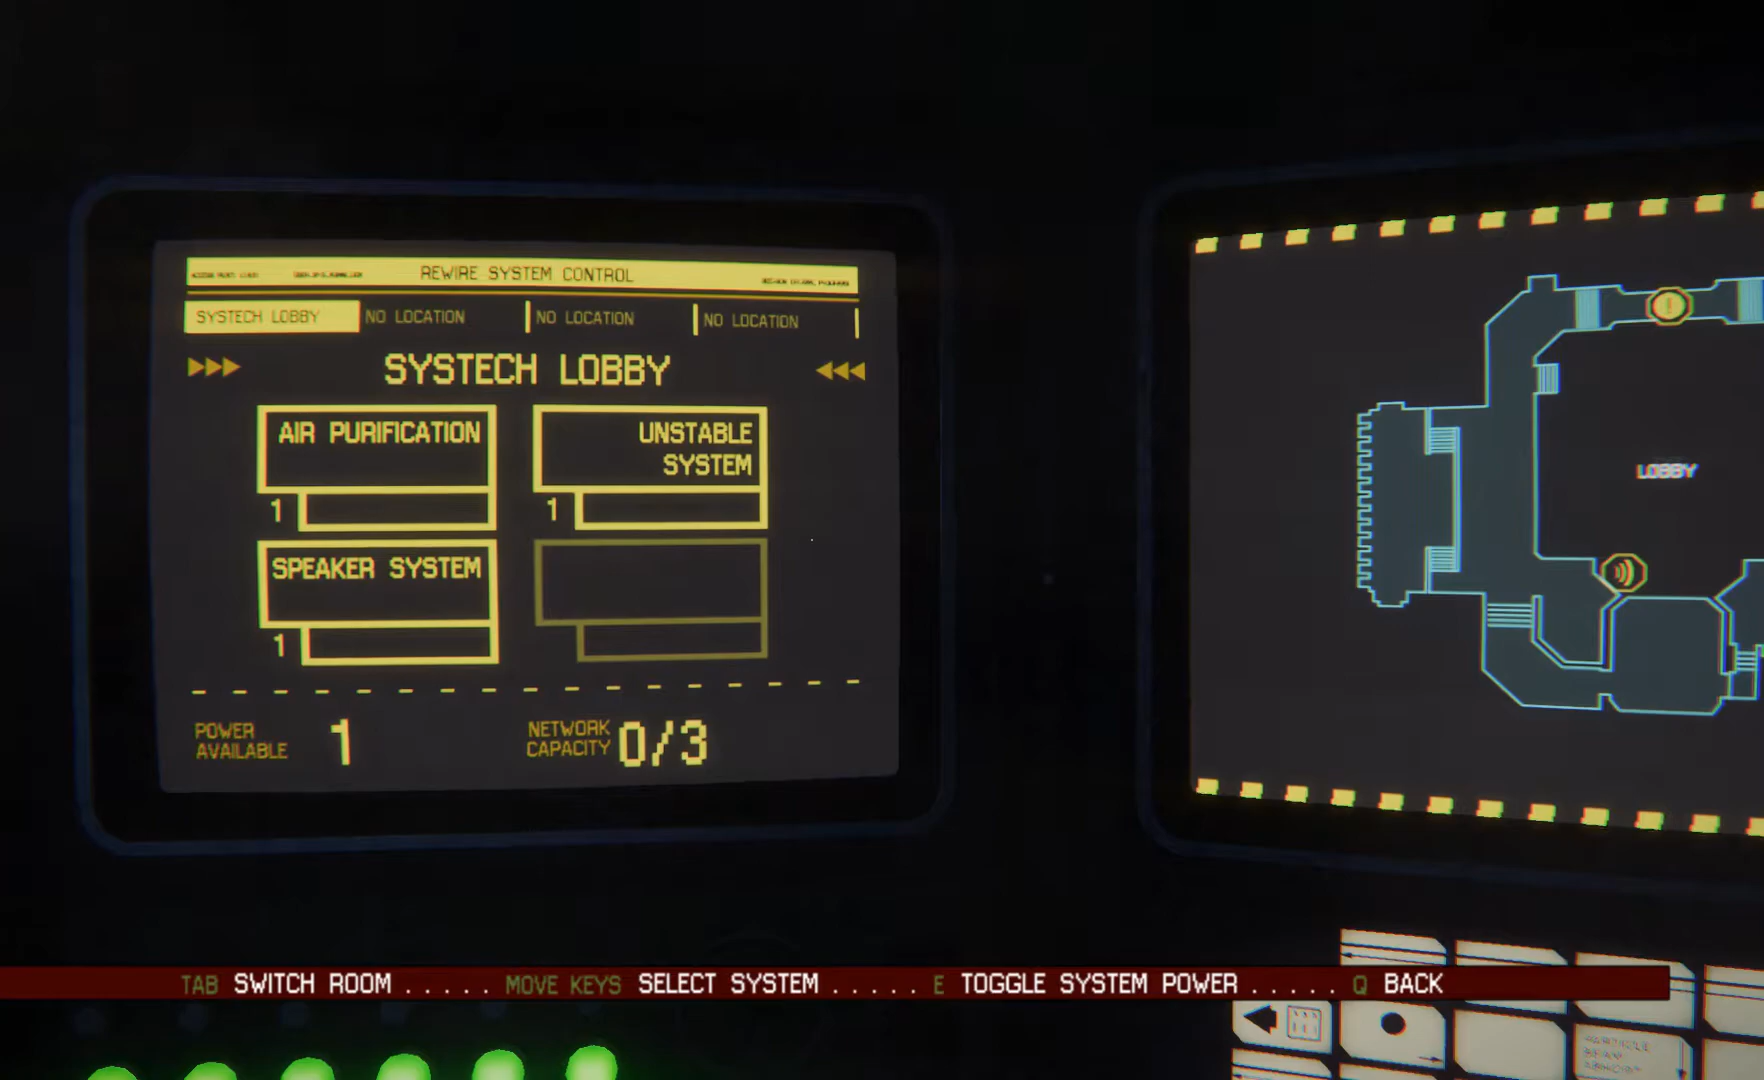 REWIRE SYSTEM CONTROL
SYSTECH LOBBY
NO LOCATION
NO LOCATION
NO LOCATION
SYSTECH LOBBY
AIR PURIFICATION
1
UNSTABLE
SYSTEM
1
SPEAKER SYSTEM
1
POWER
AVAILABLE
1
NETWORK
CAPACITY
0/3
LOBBY
TAB SWITCH ROOM ..... MOVE KEYS SELECT SYSTEM ..... E TOGGLE SYSTEM POWER ..... Q BACK
PARTICLE
BEAM